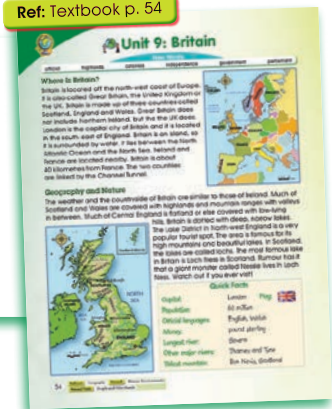 Ref: Textbook p. 54
Unit 9: Britain
official highlands colonies independence government parliament
Where Is Britain?
Britain is located off the north-west coast of Europe.
It is also called Great Britain, the United Kingdom or
the UK. Britain is made up of three countries called
Scotland, England and Wales. Great Britain does
not include Northern Ireland, but the UK does.
London is the capital city of Britain and it is located
in the south east of England. Britain is an island, so
it is surrounded by water. It lies between the North
Atlantic Ocean and the North Sea. Ireland and
France are located nearby. Britain is about
40 kilometres from France. The two countries
are linked by the Channel Tunnel.
Geography and Nature
The weather and the countryside of Britain are similar to those of Ireland. Much of
Scotland and Wales are covered with highlands and mountain ranges with valleys
in between. Much of Central England is flatland or else covered with low-lying
hills. Britain is dotted with deep, narrow lakes.
The Lake District in North-west England is a very
popular tourist spot. The area is famous for its
high mountains and beautiful lakes. In Scotland,
the lakes are called lochs. The most famous lake
in Britain is Loch Ness in Scotland. Rumour has it
that a giant monster called Nessie lives in Loch
Ness. Watch out if you ever visit!
NORTH
SEA
Quick Facts
Capital: London Flag:
Population: 60 million
Official languages: English, Welsh
Money: pound sterling
Longest river: Severn
Other major rivers: Thames and Tyne
Tallest mountain: Ben Nevis, Scotland
54